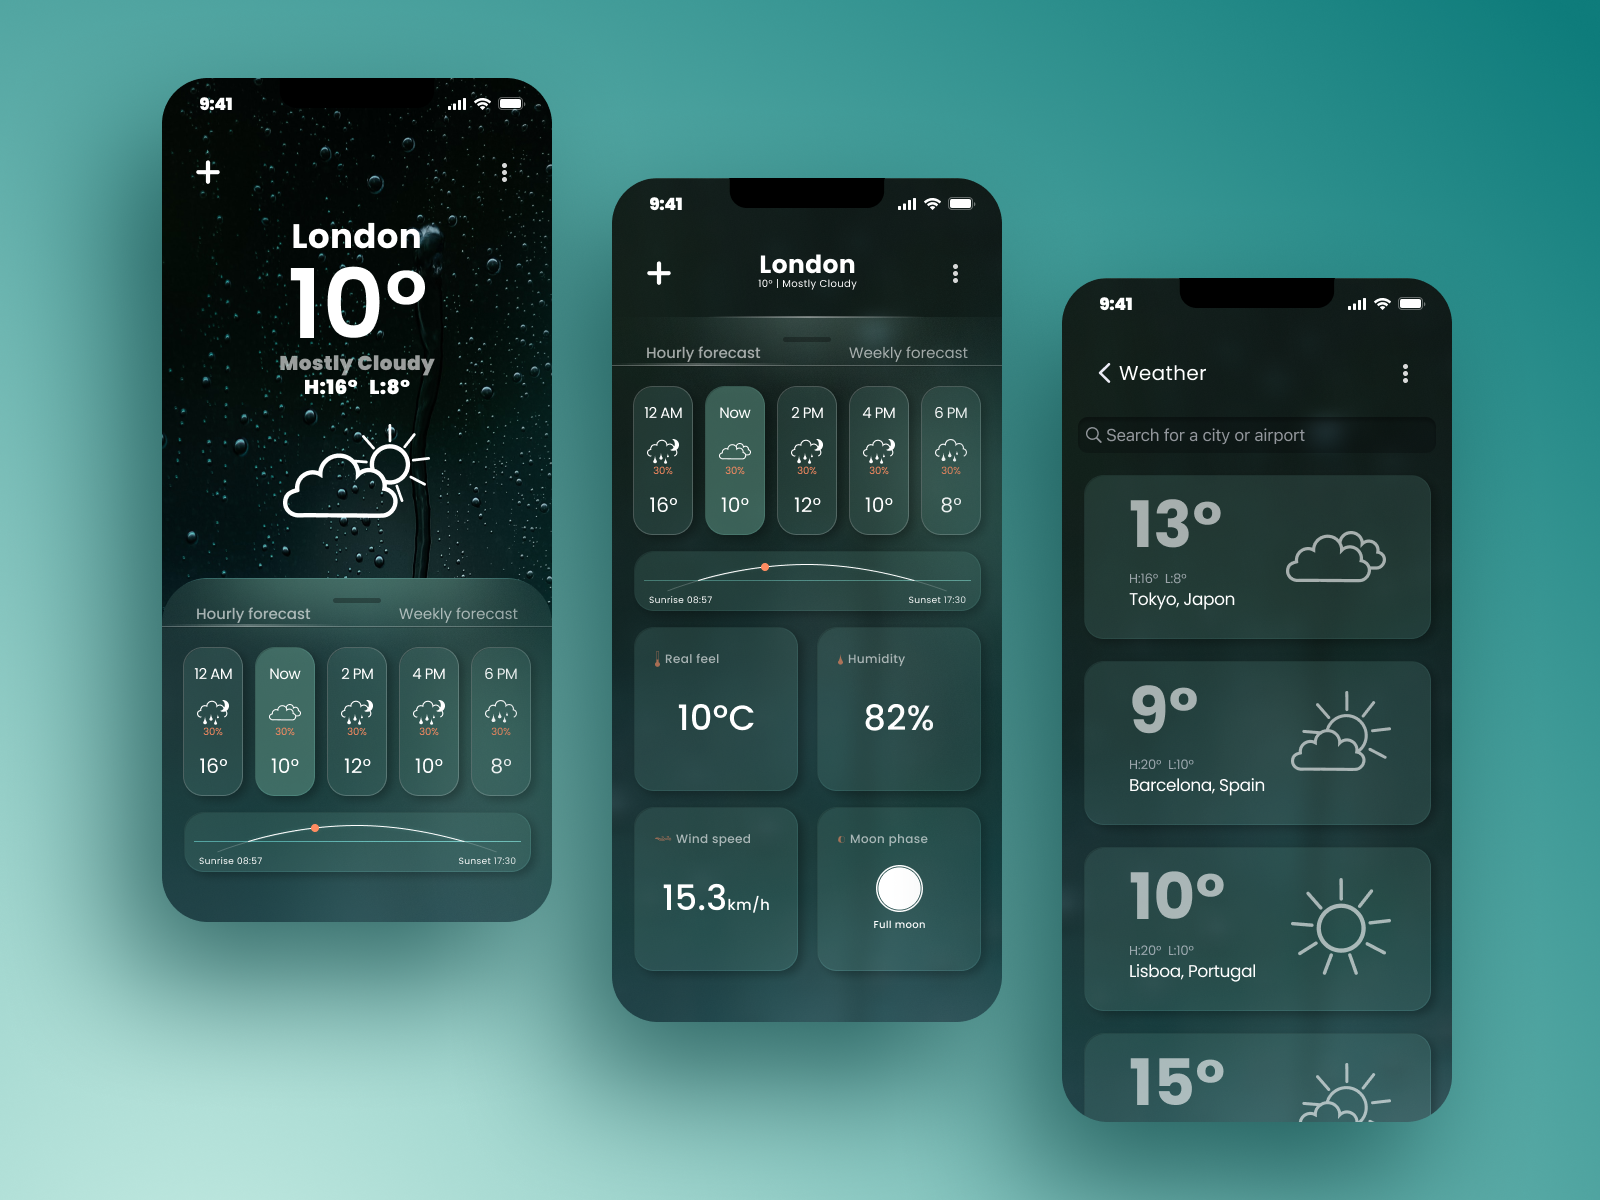 9:41
London
10°
Mostly Cloudy
H:16° L:8°
Hourly forecast Weekly forecast
12 AM Now 2 PM 4 PM 6 PM
30% 30% 30% 30% 30%
16° 10° 12° 10° 8°
Sunrise 08:57 Sunset 17:30
9:41
London
10° | Mostly Cloudy
Hourly forecast Weekly forecast
12 AM Now 2 PM 4 PM 6 PM
30% 30% 30% 30% 30%
16° 10° 12° 10° 8°
Sunrise 08:57 Sunset 17:30
Real feel Humidity
10°C 82%
Wind speed Moon phase
15.3km/h
Full moon
9:41
Weather
Search for a city or airport
13°
H:16° L:8°
Tokyo, Japon
9°
H:20° L:10°
Barcelona, Spain
10°
H:20° L:10°
Lisboa, Portugal
15°